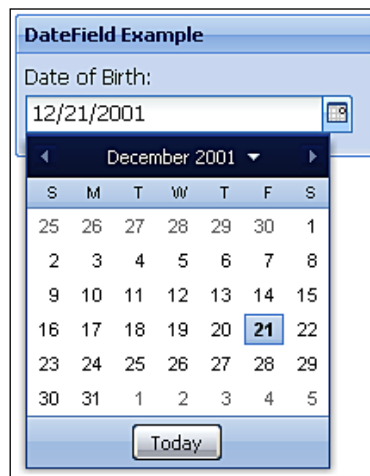 DateField Example
Date of Birth:
12/21/2001
December 2001
S M T W T F S
25 26 27 28 29 30 1
2 3 4 5 6 7 8
9 10 11 12 13 14 15
16 17 18 19 20 21 22
23 24 25 26 27 28 29
30 31 1 2 3 4 5
Today